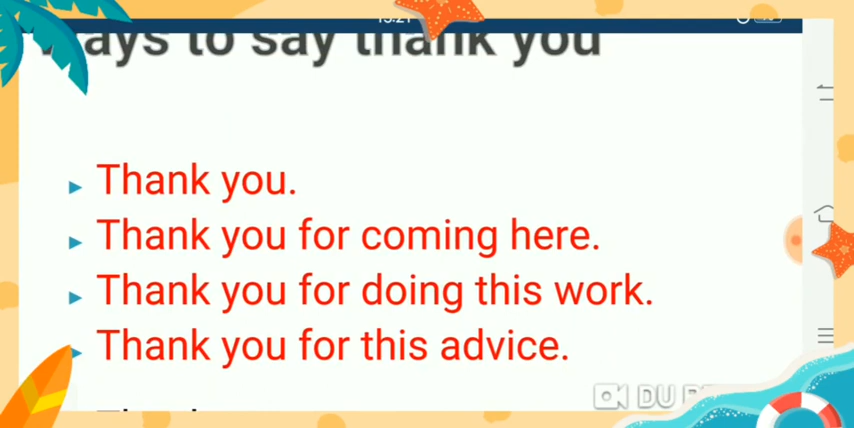 ays to say thank you
Thank you.
Thank you for coming here.
Thank you for doing this work.
Thank you for this advice.
DU